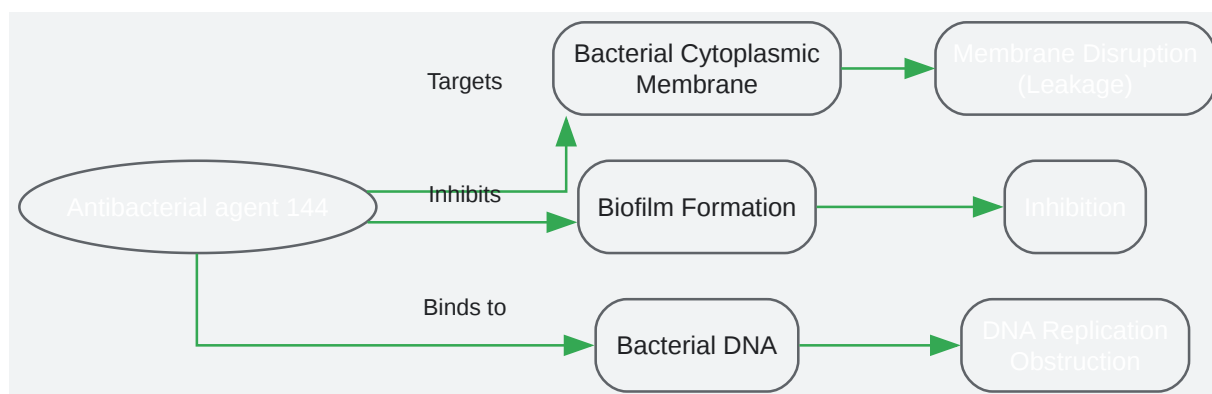 Targets
Bacterial Cytoplasmic
Membrane
Membrane Disruption
(Leakage)
Antibacterial agent 144
Inhibits
Biofilm Formation
Inhibition
Binds to
Bacterial DNA
DNA Replication
Obstruction